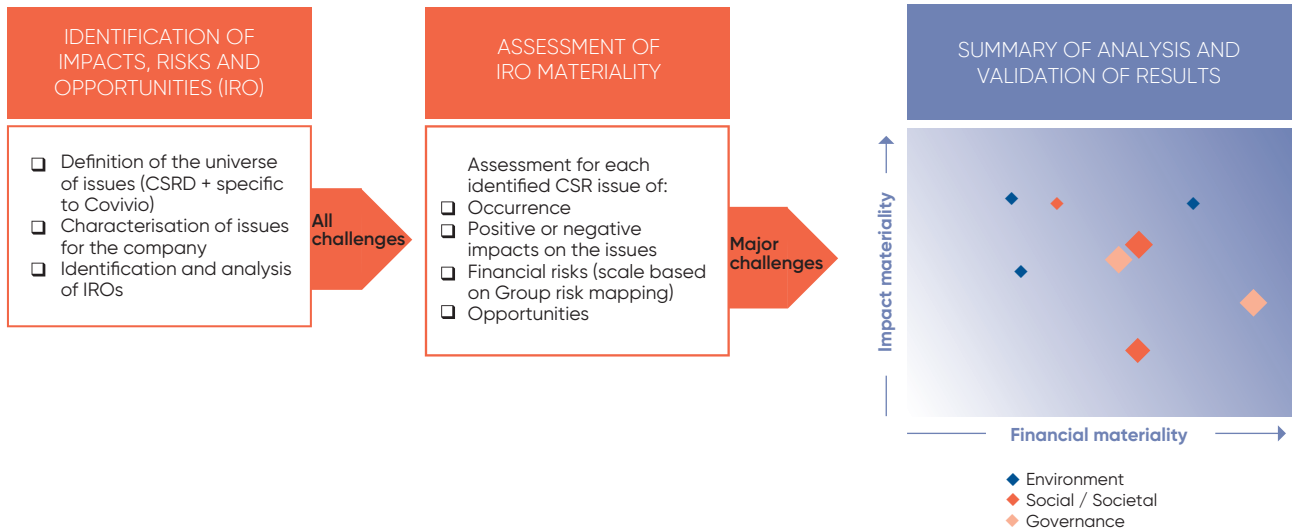 IDENTIFICATION OF
IMPACTS, RISKS AND
OPPORTUNITIES (IRO)
❑ Definition of the universe
of issues (CSRD + specific
to Covivio)
❑ Characterisation of issues
for the company
❑ Identification and analysis
of IROs
All
challenges
ASSESSMENT OF
IRO MATERIALITY
Assessment for each
identified CSR issue of:
❑ Occurrence
❑ Positive or negative
impacts on the issues
❑ Financial risks (scale based
on Group risk mapping)
❑ Opportunities
Major
challenges
SUMMARY OF ANALYSIS AND
VALIDATION OF RESULTS
Impact materiality
Financial materiality
Environment
Social / Societal
Governance